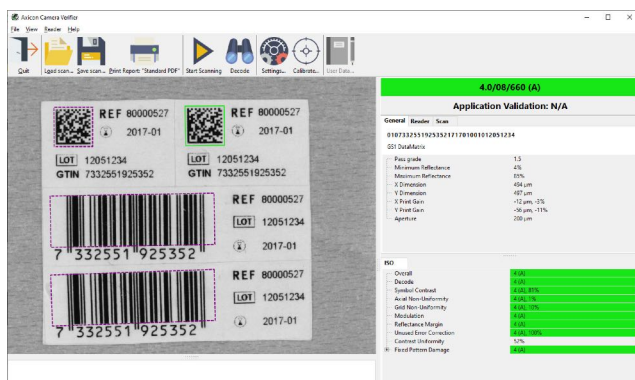 Axicon Camera Verifier
File View Reader Help
Quit Load scan... Save scan... Print Report: "Standard PDF" Start Scanning Decode Settings... Calibrate... User Data...
REF 80000527
2017-01
LOT 12051234
GTIN 7332551925352
REF 80000527
2017-01
LOT 12051234
GTIN 7332551925352
REF 80000527
LOT 12051234
2017-01
7 332551 925352
REF 80000527
LOT 12051234
2017-01
7 332551 925352
4.0/08/660 (A)
Application Validation: N/A
General Reader Scan
010733255192535217170100101205 1234
GS1 DataMatrix
Pass grade 1.5
Minimum Reflectance 4%
Maximum Reflectance 85%
X Dimension 494 µm
Y Dimension 497 µm
X Print Gain -12 µm, -3%
Y Print Gain -56 µm, -11%
Aperture 200 µm
ISO
Overall 4 (A)
Decode 4 (A)
Symbol Contrast 4 (A), 81%
Axial Non-Uniformity 4 (A), 1%
Grid Non-Uniformity 4 (A), 10%
Modulation 4 (A)
Reflectance Margin 4 (A)
Unused Error Correction 4 (A), 100%
Contrast Uniformity 52%
Fixed Pattern Damage 4 (A)